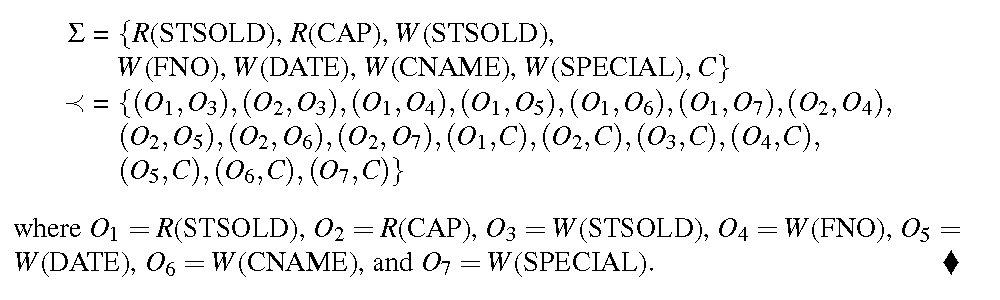 Σ = {R(STSOLD), R(CAP), W(STSOLD),
W(FNO), W(DATE), W(CNAME), W(SPECIAL), C}
≺ = {(O₁,O₃),(O₂,O₃),(O₁,O₄),(O₁,O₅),(O₁,O₆),(O₁,O₇),(O₂,O₄),
(O₂,O₅),(O₂,O₆),(O₂,O₇),(O₁,C),(O₂,C),(O₃,C),(O₄,C),
(O₅,C),(O₆,C),(O₇,C)}
where O₁ = R(STSOLD), O₂ = R(CAP), O₃ = W(STSOLD), O₄ = W(FNO), O₅ =
W(DATE), O₆ = W(CNAME), and O₇ = W(SPECIAL). ♦